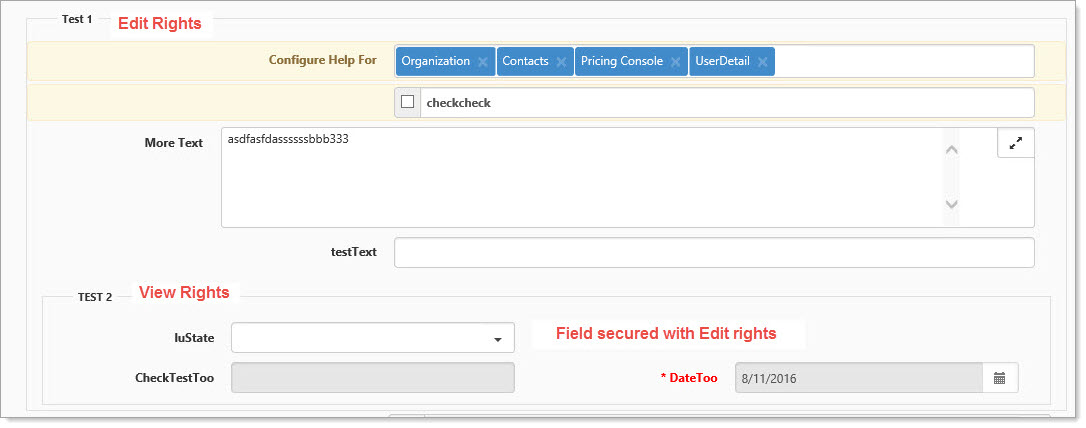 Test 1 Edit Rights
Configure Help For Organization × Contacts × Pricing Console × UserDetail ×
checkcheck
More Text asdfasfdassssssbbb333
testText
TEST 2 View Rights
luState Field secured with Edit rights
CheckTestToo * DateToo 8/11/2016